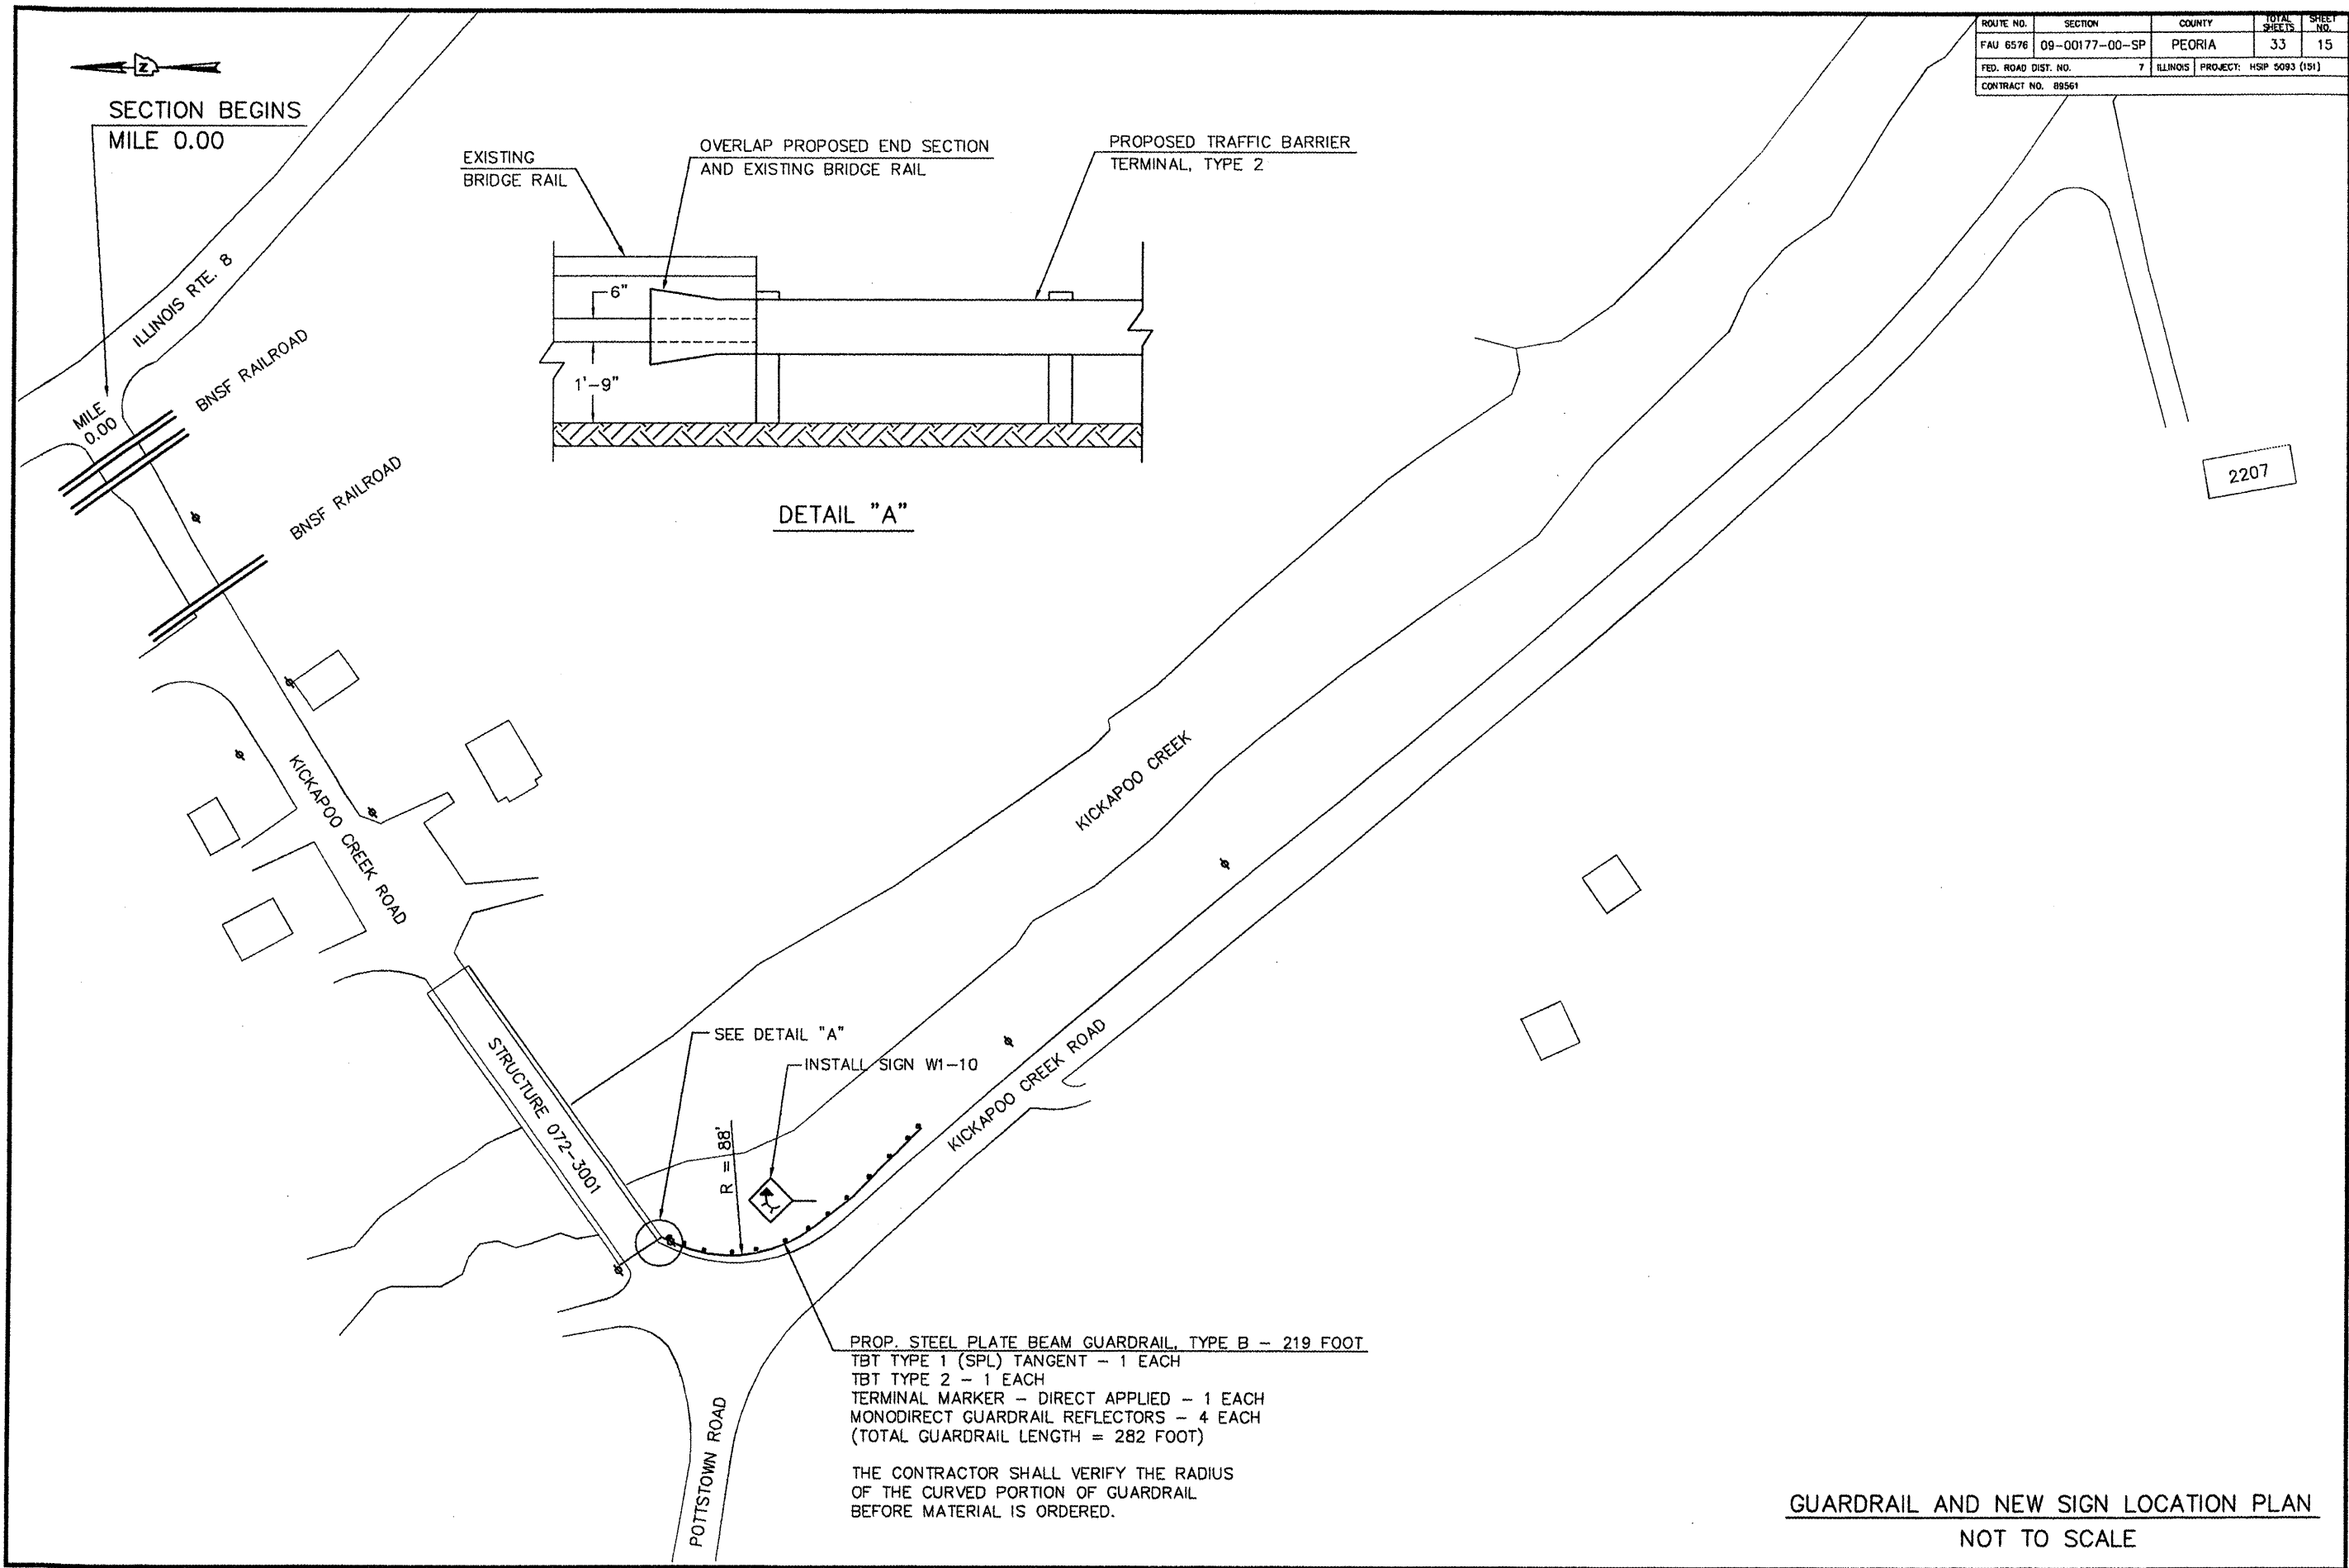 ROUTE NO. SECTION COUNTY TOTAL SHEETS SHEET NO.
FAU 6576 09-00177-00-SP PEORIA 33 15
FED. ROAD DIST. NO. 7 ILLINOIS PROJECT: HSIP 5093 (151)
CONTRACT NO. 89561
Z
SECTION BEGINS
MILE 0.00
EXISTING
BRIDGE RAIL
OVERLAP PROPOSED END SECTION
AND EXISTING BRIDGE RAIL
PROPOSED TRAFFIC BARRIER
TERMINAL, TYPE 2
6"
1'-9"
DETAIL "A"
ILLINOIS RTE. 8
MILE
0.00
BNSF RAILROAD
BNSF RAILROAD
2207
KICKAPOO CREEK ROAD
KICKAPOO CREEK
STRUCTURE 072-3001
SEE DETAIL "A"
INSTALL SIGN W1-10
R = 88'
KICKAPOO CREEK ROAD
PROP. STEEL PLATE BEAM GUARDRAIL, TYPE B - 219 FOOT
TBT TYPE 1 (SPL) TANGENT - 1 EACH
TBT TYPE 2 - 1 EACH
TERMINAL MARKER - DIRECT APPLIED - 1 EACH
MONODIRECT GUARDRAIL REFLECTORS - 4 EACH
(TOTAL GUARDRAIL LENGTH = 282 FOOT)
THE CONTRACTOR SHALL VERIFY THE RADIUS
OF THE CURVED PORTION OF GUARDRAIL
BEFORE MATERIAL IS ORDERED.
POTTSTOWN ROAD
GUARDRAIL AND NEW SIGN LOCATION PLAN
NOT TO SCALE